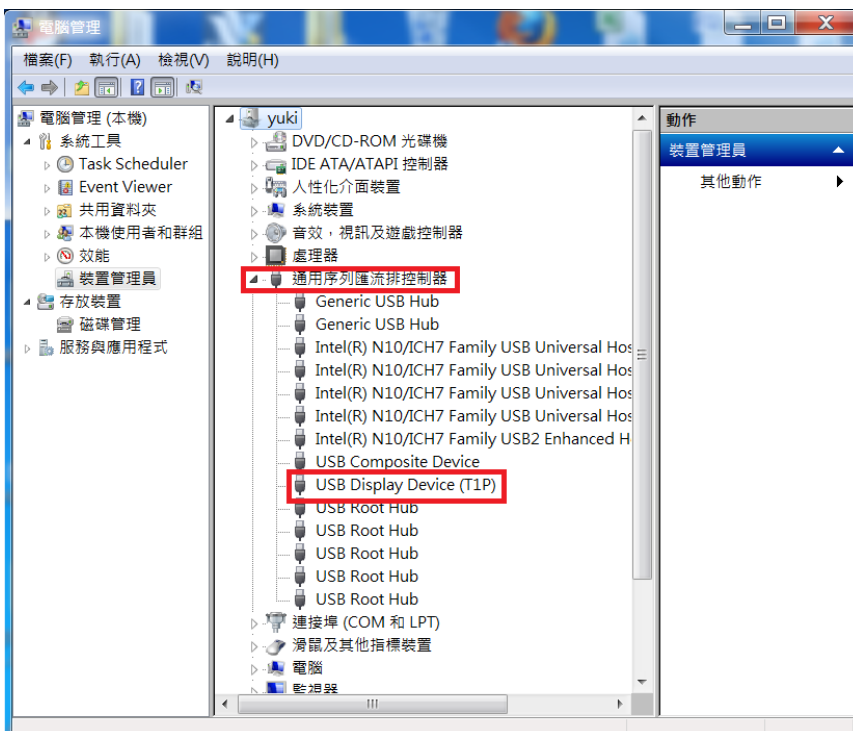 電腦管理
檔案(F) 執行(A) 檢視(V) 說明(H)
電腦管理 (本機)
系統工具
Task Scheduler
Event Viewer
共用資料夾
本機使用者和群組
效能
裝置管理員
存放裝置
磁碟管理
服務與應用程式
yuki
DVD/CD-ROM 光碟機
IDE ATA/ATAPI 控制器
人性化介面裝置
系統裝置
音效，視訊及遊戲控制器
處理器
通用序列匯流排控制器
Generic USB Hub
Generic USB Hub
Intel(R) N10/ICH7 Family USB Universal Hos
Intel(R) N10/ICH7 Family USB Universal Hos
Intel(R) N10/ICH7 Family USB Universal Hos
Intel(R) N10/ICH7 Family USB Universal Hos
Intel(R) N10/ICH7 Family USB2 Enhanced H
USB Composite Device
USB Display Device (T1P)
USB Root Hub
USB Root Hub
USB Root Hub
USB Root Hub
USB Root Hub
連接埠 (COM 和 LPT)
滑鼠及其他指標裝置
電腦
監視器
動作
裝置管理員
其他動作